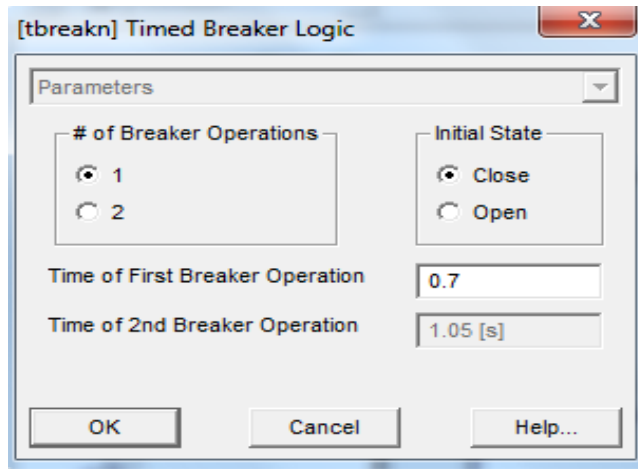 [tbreakn] Timed Breaker Logic
Parameters
# of Breaker Operations
1
2
Initial State
Close
Open
Time of First Breaker Operation 0.7
Time of 2nd Breaker Operation 1.05 [s]
OK Cancel Help...